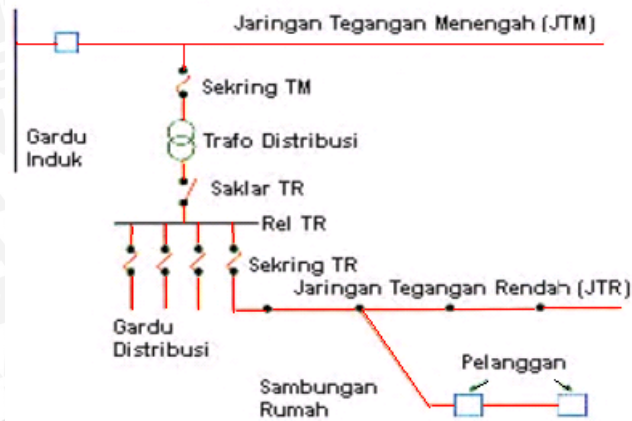 Jaringan Tegangan Menengah (JTM)
Sekring TM
Gardu
Induk
Trafo Distribusi
Saklar TR
Rel TR
Sekring TR
Jaringan Tegangan Rendah (JTR)
Gardu
Distribusi
Pelanggan
Sambungan
Rumah